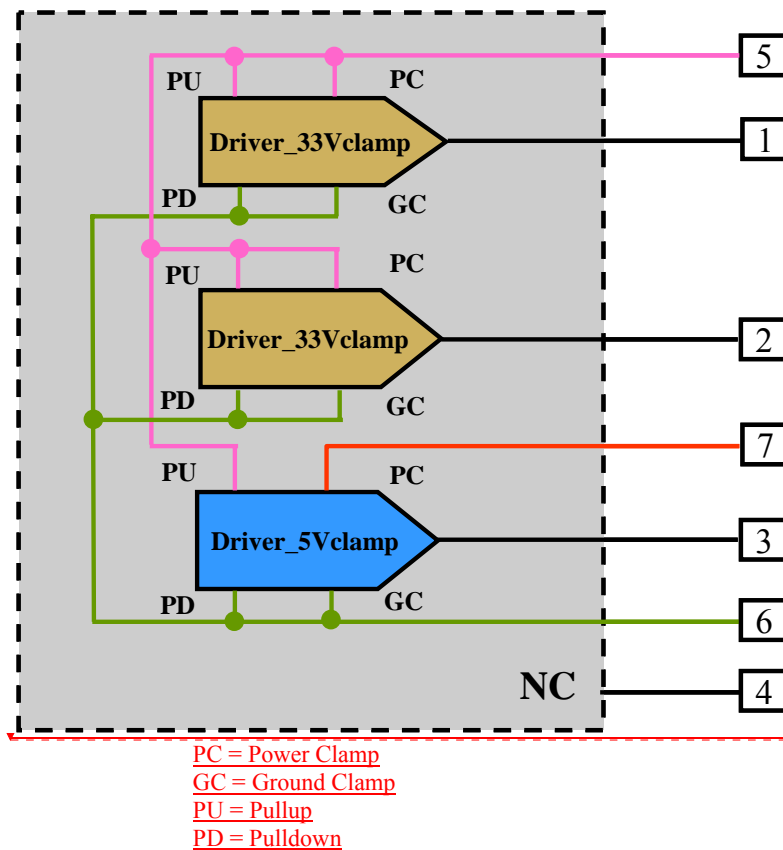 5
PU
PC
Driver_33Vclamp
1
PD
GC
PU
PC
Driver_33Vclamp
2
PD
GC
7
PU
PC
Driver_5Vclamp
3
PD
GC
6
NC
4
PC = Power Clamp
GC = Ground Clamp
PU = Pullup
PD = Pulldown